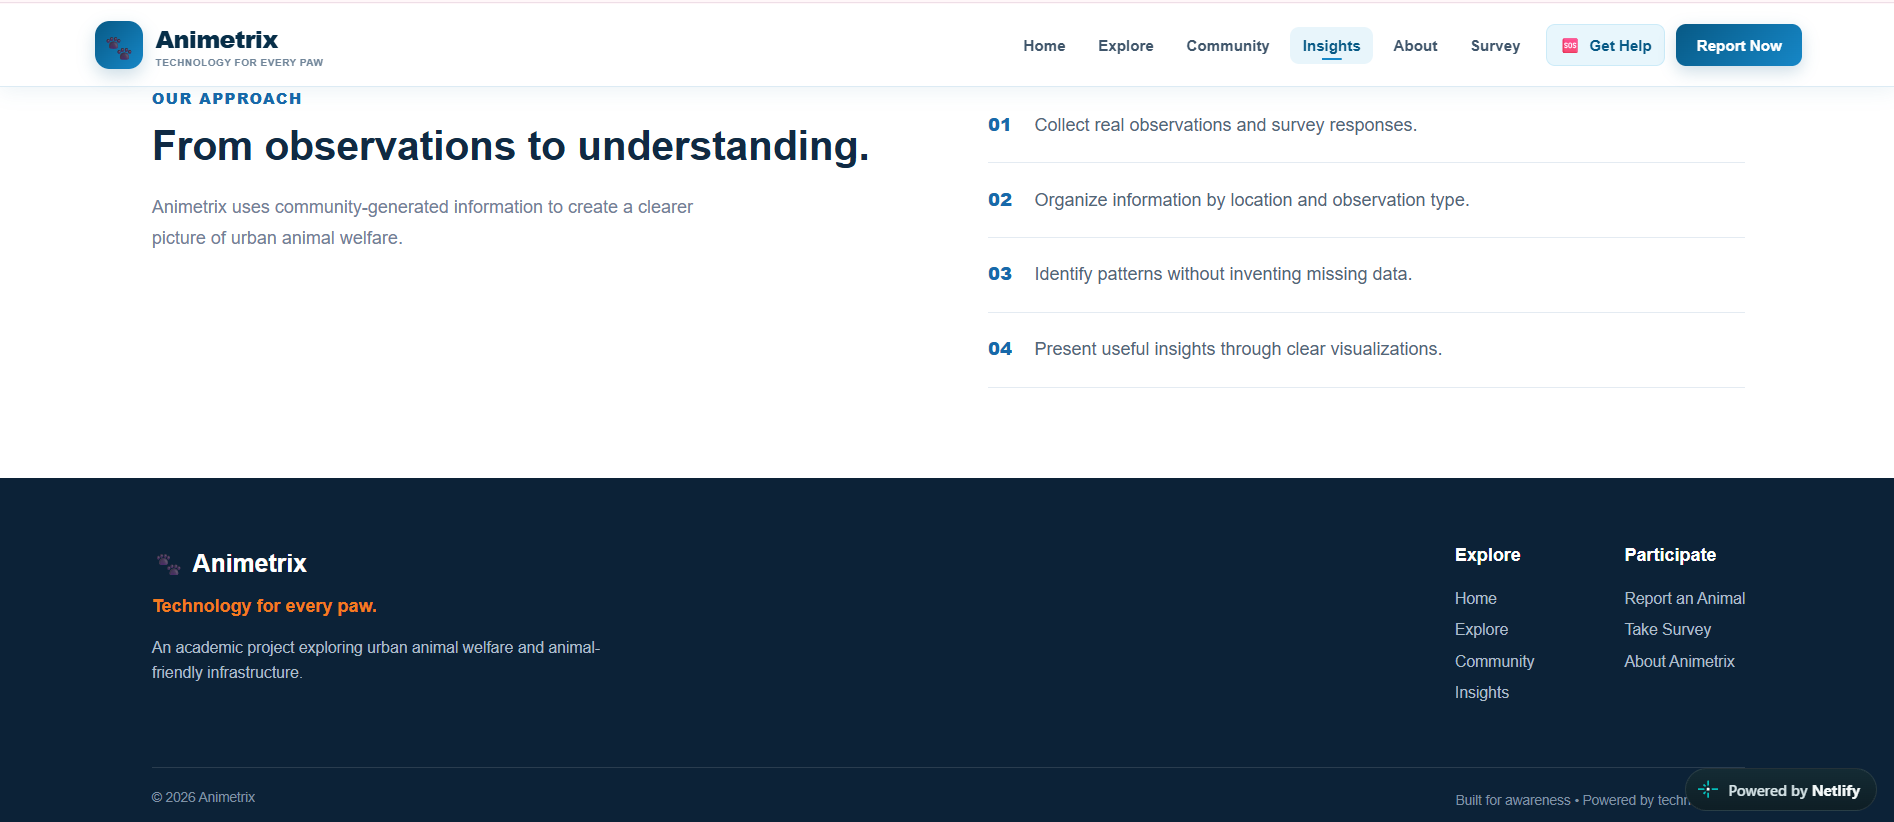 Animetrix
TECHNOLOGY FOR EVERY PAW
Home
Explore
Community
Insights
About
Survey
SOS
Get Help
Report Now
OUR APPROACH
From observations to understanding.
Animetrix uses community-generated information to create a clearer
picture of urban animal welfare.
01 Collect real observations and survey responses.
02 Organize information by location and observation type.
03 Identify patterns without inventing missing data.
04 Present useful insights through clear visualizations.
Animetrix
Technology for every paw.
An academic project exploring urban animal welfare and animal-
friendly infrastructure.
Explore
Home
Explore
Community
Insights
Participate
Report an Animal
Take Survey
About Animetrix
© 2026 Animetrix
Built for awareness • Powered by
Powered by Netlify